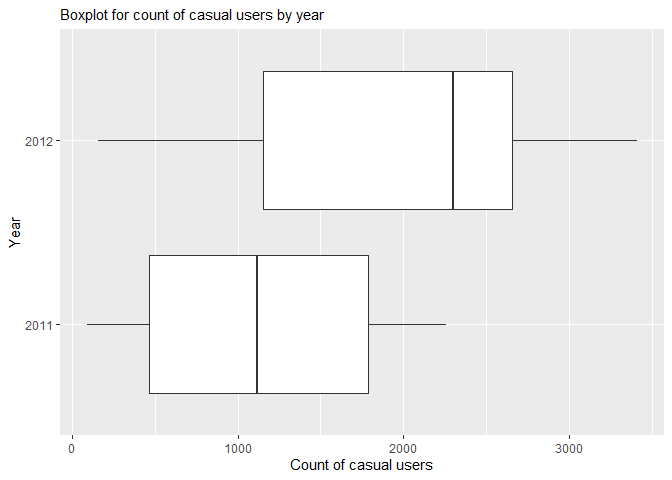 Boxplot for count of casual users by year
2012
Year
2011
0 1000 2000 3000
Count of casual users